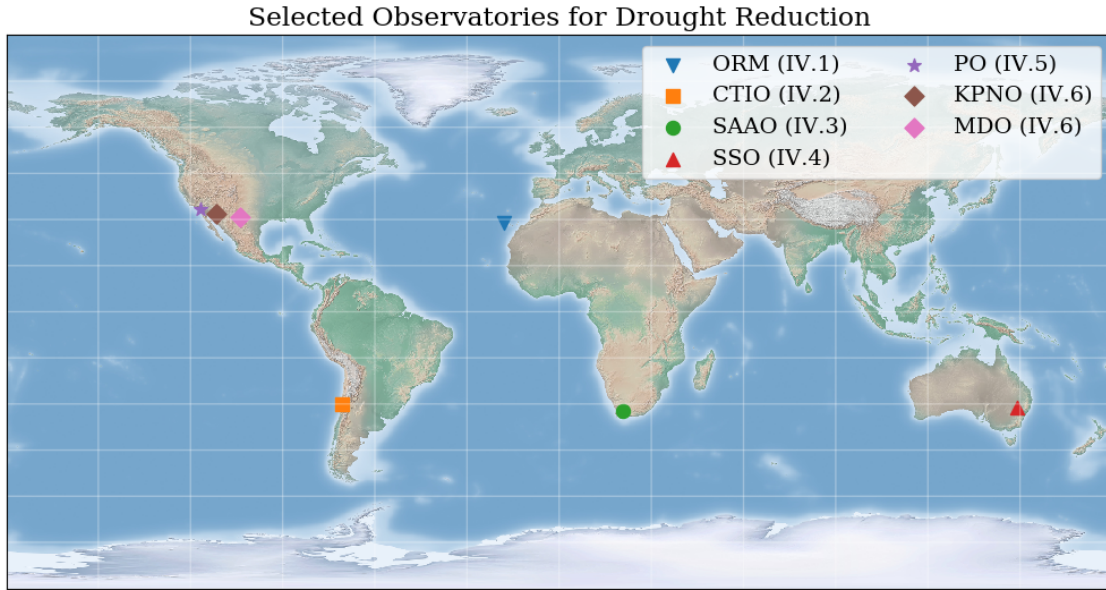 Selected Observatories for Drought Reduction
ORM (IV.1)
CTIO (IV.2)
SAAO (IV.3)
SSO (IV.4)
PO (IV.5)
KPNO (IV.6)
MDO (IV.6)